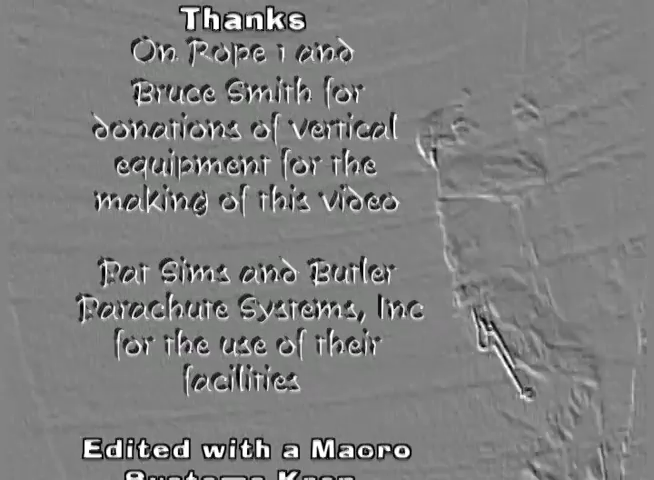 Thanks
On Rope 1 and
Bruce Smith for
donations of vertical
equipment for the
making of this video
Pat Sims and Butler
Parachute Systems, Inc
for the use of their
facilities
Edited with a Macro